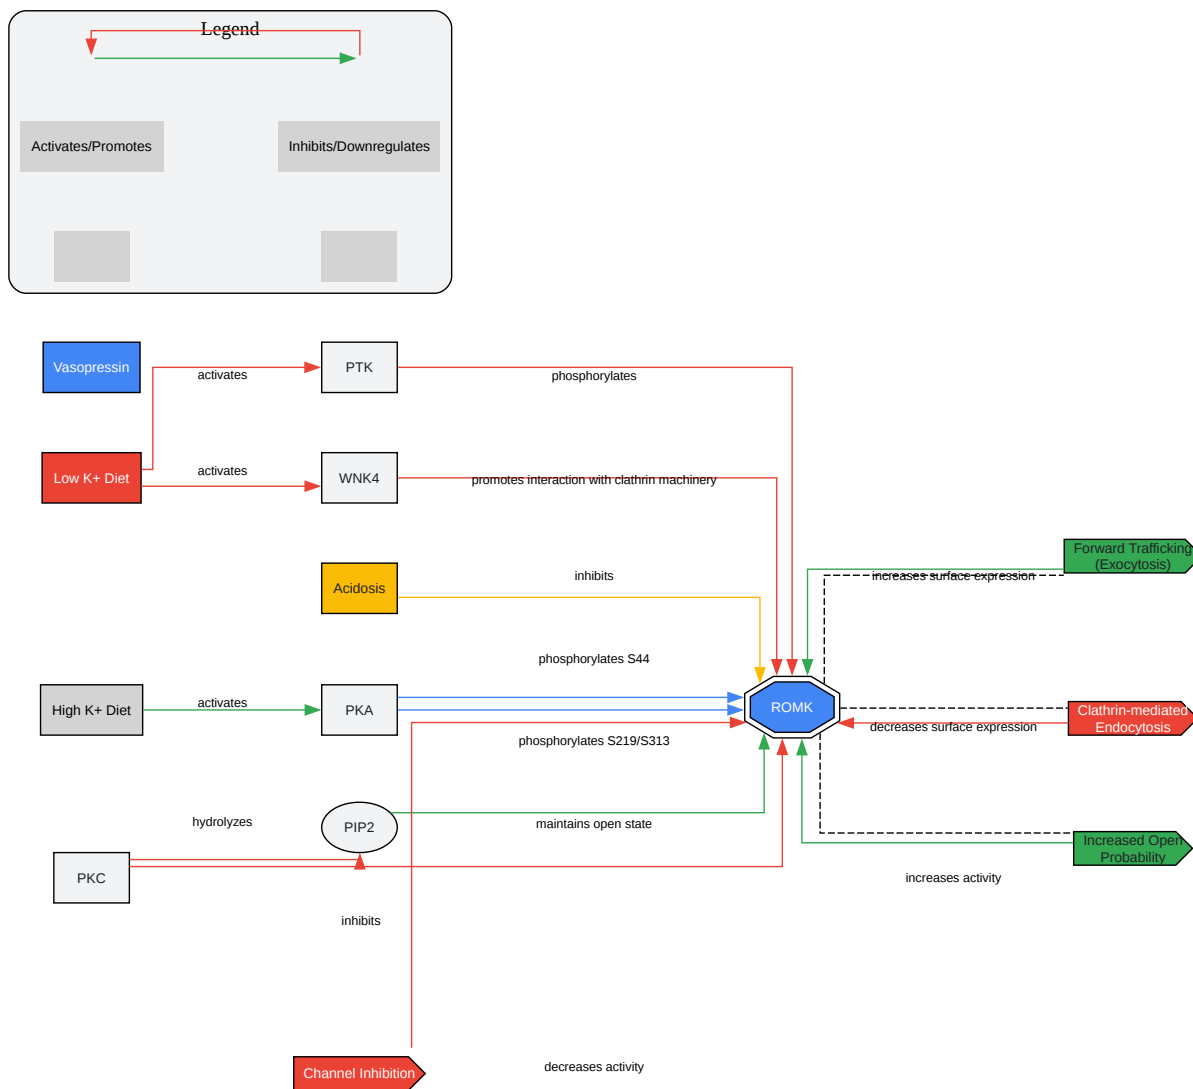 Legend
Activates/Promotes
Inhibits/Downregulates
Vasopressin
activates
PTK
phosphorylates
Low K+ Diet
activates
WNK4
promotes interaction with clathrin machinery
Forward Trafficking
(Exocytosis)
Acidosis
inhibits
increases surface expression
phosphorylates S44
High K+ Diet
activates
PKA
ROMK
Clathrin-mediated
Endocytosis
decreases surface expression
phosphorylates S219/S313
hydrolyzes
PIP2
maintains open state
Increased Open
Probability
PKC
increases activity
inhibits
Channel Inhibition
decreases activity